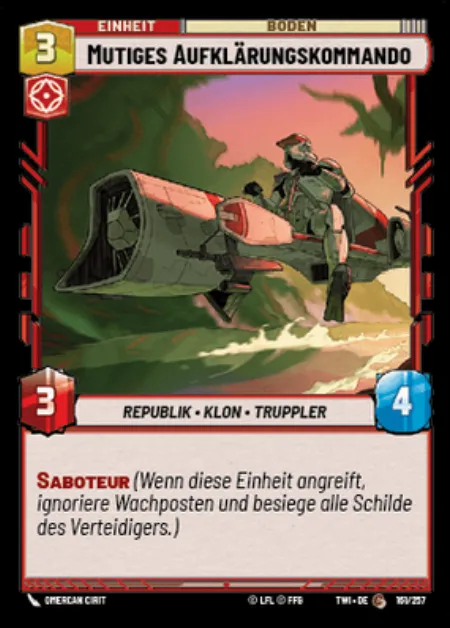 EINHEIT
BODEN
3
MUTIGES AUFKLÄRUNGSKOMMANDO
3
REPUBLIK • KLON • TRUPPLER
4
SABOTEUR (Wenn diese Einheit angreift,
ignoriere Wachposten und besiege alle Schilde
des Verteidigers.)
OMERCAN CIRIT
© LFL © FFG
TWI • DE
C
161/257